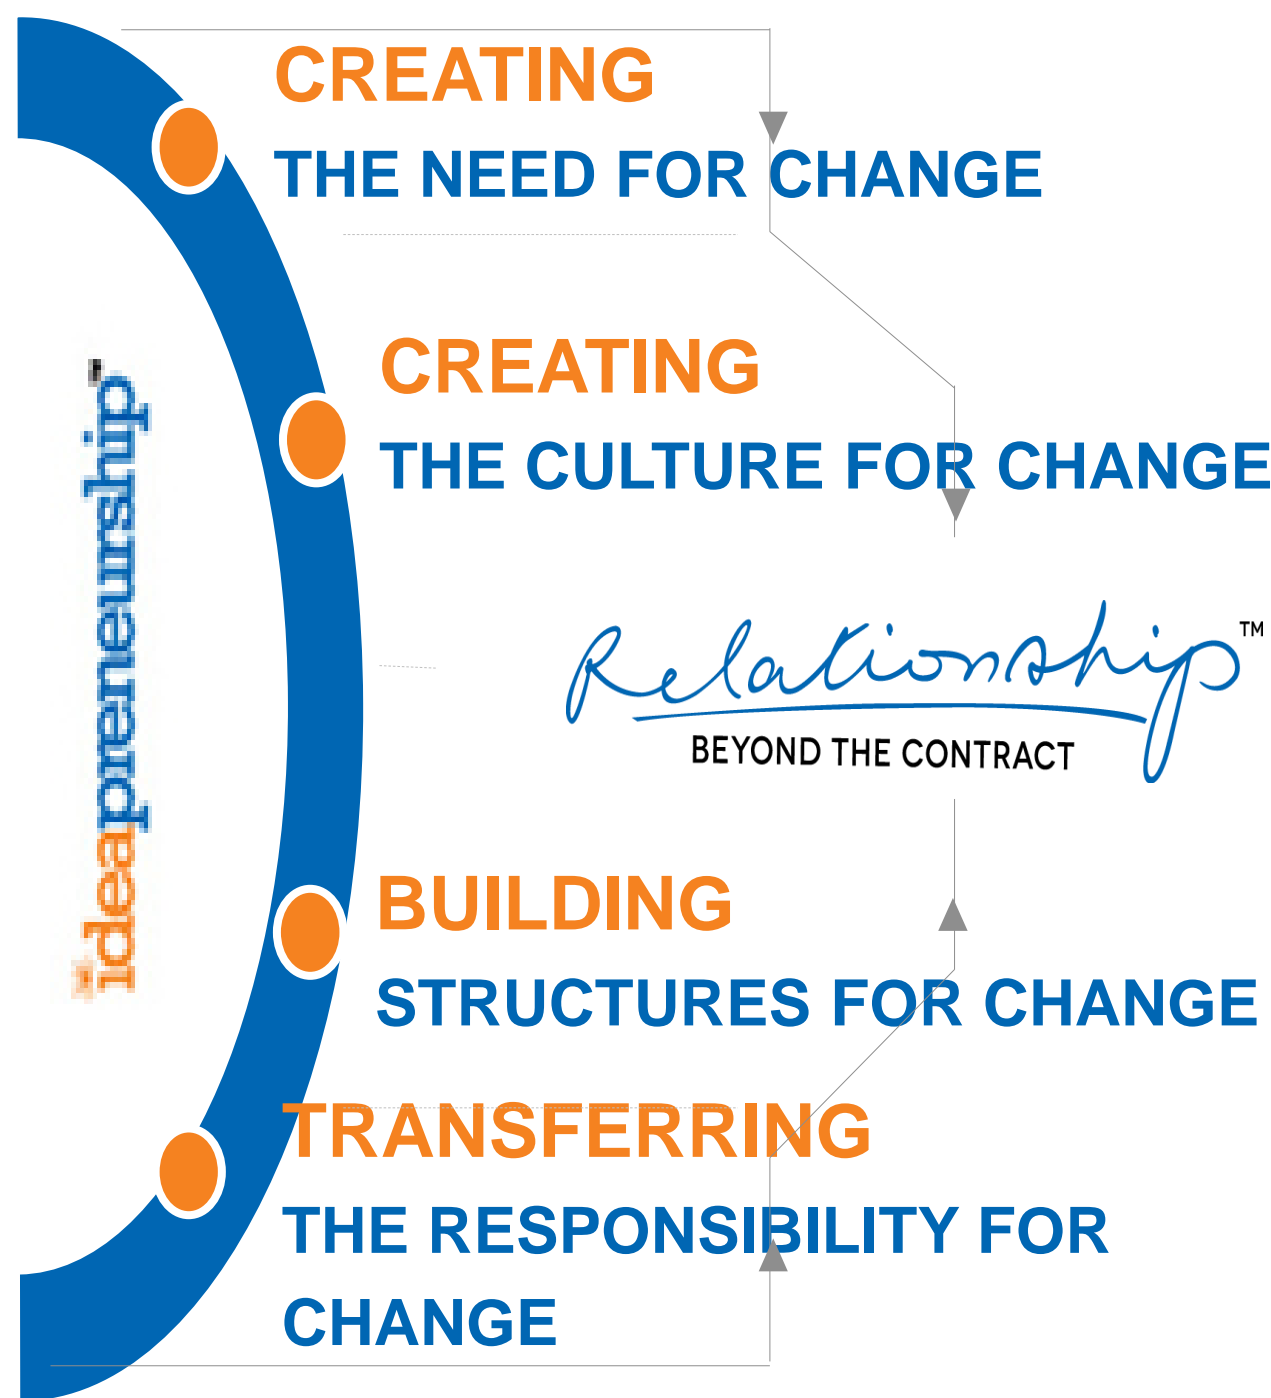 CREATING
THE NEED FOR CHANGE
CREATING
THE CULTURE FOR CHANGE
ideapreneurship™
Relationship™
BEYOND THE CONTRACT
BUILDING
STRUCTURES FOR CHANGE
TRANSFERRING
THE RESPONSIBILITY FOR
CHANGE